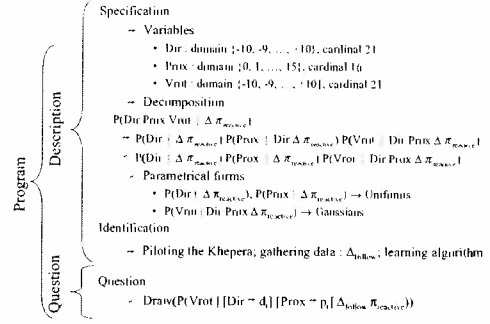 Program
Description
Question
Specification
- Variables
• Dir : domain {-10, -9, ..., +10}, cardinal 21
• Prox : domain {0, 1, ..., 15}, cardinal 16
• Vrot : domain {-10, -9, ..., +10}, cardinal 21
- Decomposition
P(Dir Prox Vrot | Δ π_reactive)
- P(Dir | Δ π_reactive) P(Prox | Dir Δ π_reactive) P(Vrot | Dir Prox Δ π_reactive)
- P(Dir | Δ π_reactive) P(Prox | Δ π_reactive) P(Vrot | Dir Prox Δ π_reactive)
- Parametrical forms
• P(Dir | Δ π_reactive), P(Prox | Δ π_reactive) → Uniforms
• P(Vrot | Dir Prox Δ π_reactive) → Gaussians
Identification
- Piloting the Khepera; gathering data : Δ_follow; learning algorithm
Question
- Draw(P(Vrot | [Dir = d_t] [Prox = p_t] Δ_follow π_reactive))